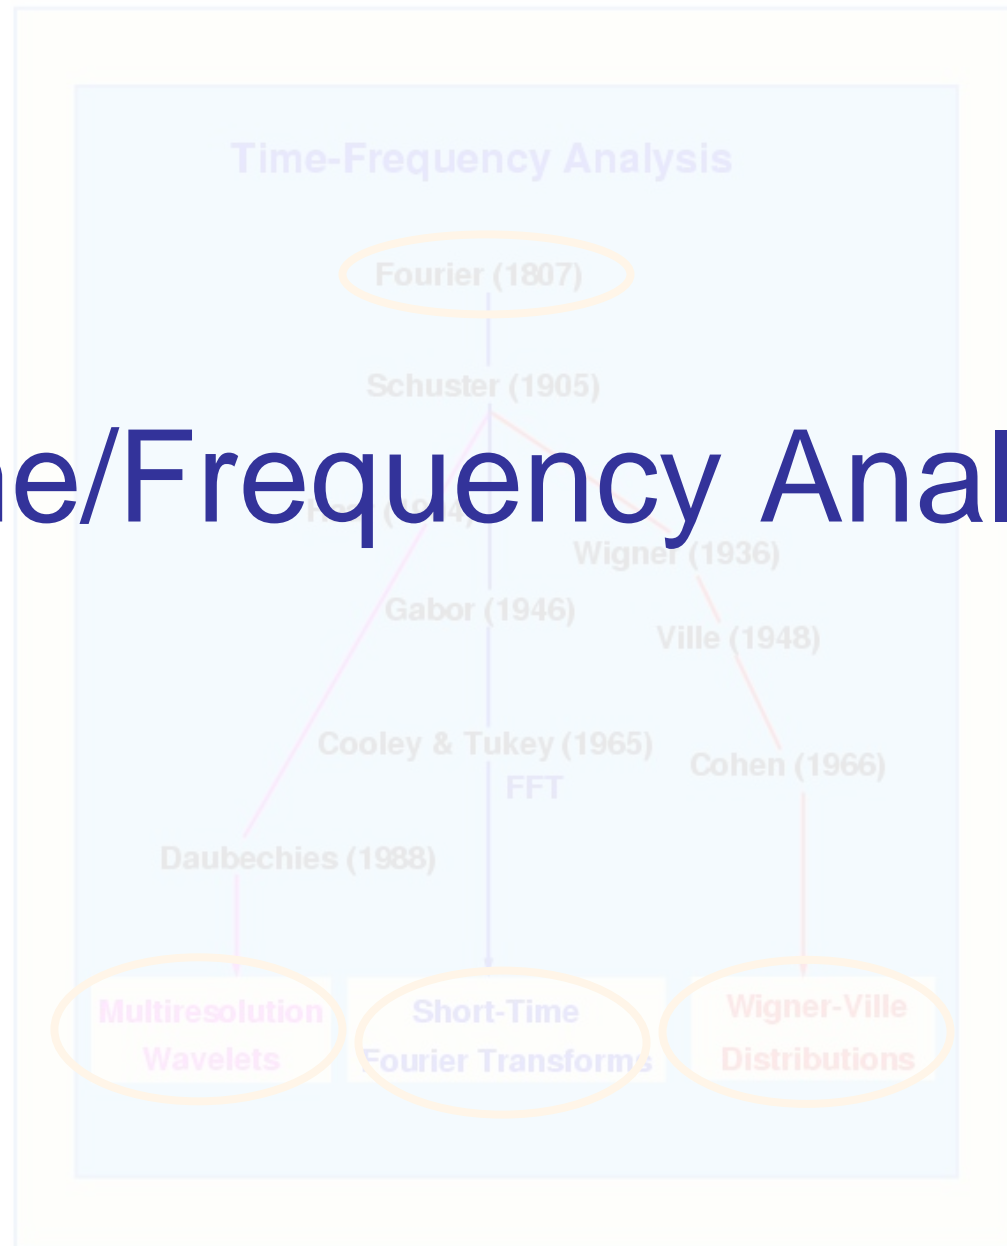 Time-Frequency Analysis
Fourier (1807)
Schuster (1905)
ne/Frequency Anal
Wigner (1936)
Gabor (1946)
Ville (1948)
Cooley & Tukey (1965)
Cohen (1966)
FFT
Daubechies (1988)
Multiresolution
Wavelets
Short-Time
Fourier Transforms
Wigner-Ville
Distributions